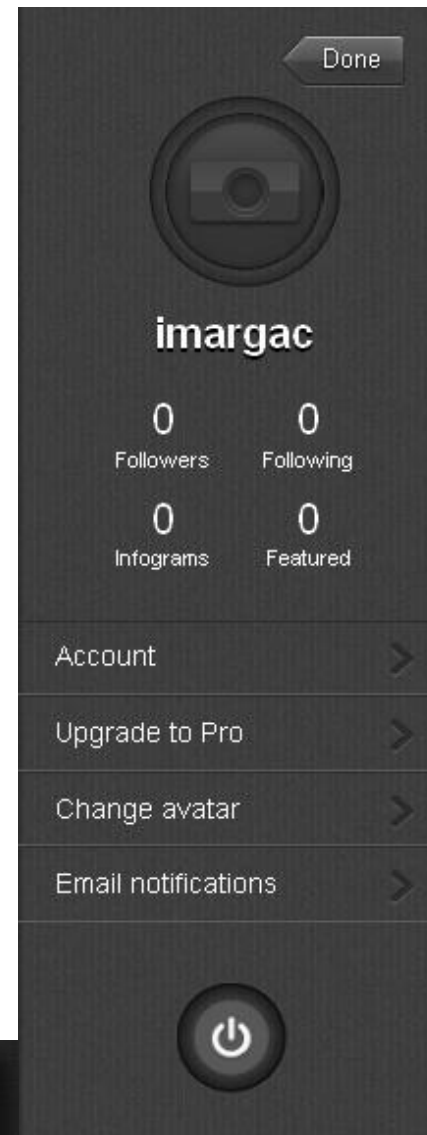 Done
imargac
0 0
Followers Following
0 0
Infograms Featured
Account
Upgrade to Pro
Change avatar
Email notifications